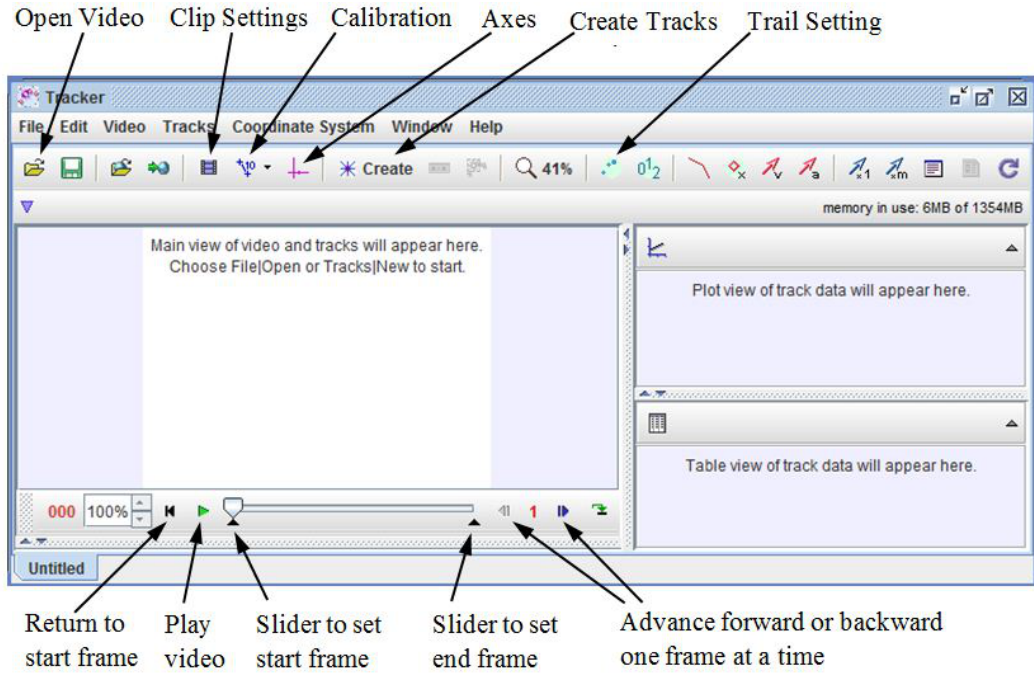 Open Video Clip Settings Calibration Axes Create Tracks Trail Setting
Tracker
File Edit Video Tracks Coordinate System Window Help
Create 41%
memory in use: 6MB of 1354MB
Main view of video and tracks will appear here.
Choose File|Open or Tracks|New to start.
Plot view of track data will appear here.
Table view of track data will appear here.
000 100% 1
Untitled
Return to
start frame
Play
video
Slider to set
start frame
Slider to set
end frame
Advance forward or backward
one frame at a time